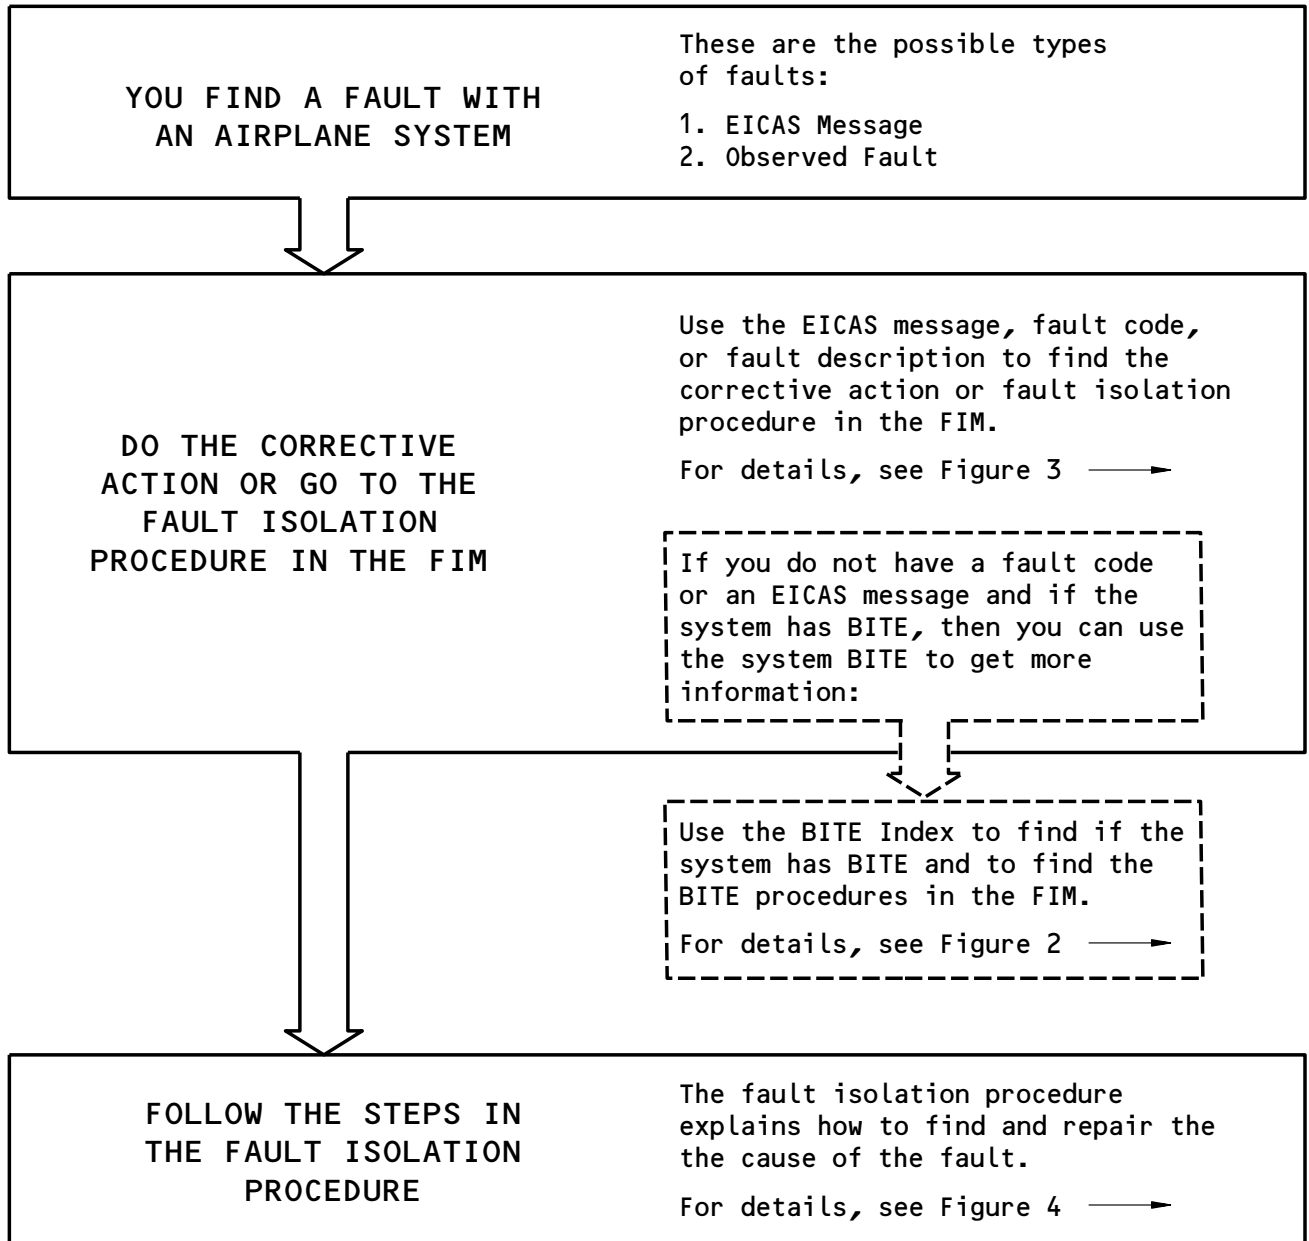 YOU FIND A FAULT WITH
AN AIRPLANE SYSTEM
These are the possible types
of faults:
1. EICAS Message
2. Observed Fault
DO THE CORRECTIVE
ACTION OR GO TO THE
FAULT ISOLATION
PROCEDURE IN THE FIM
Use the EICAS message, fault code,
or fault description to find the
corrective action or fault isolation
procedure in the FIM.
For details, see Figure 3
If you do not have a fault code
or an EICAS message and if the
system has BITE, then you can use
the system BITE to get more
information:
Use the BITE Index to find if the
system has BITE and to find the
BITE procedures in the FIM.
For details, see Figure 2
FOLLOW THE STEPS IN
THE FAULT ISOLATION
PROCEDURE
The fault isolation procedure
explains how to find and repair the
the cause of the fault.
For details, see Figure 4